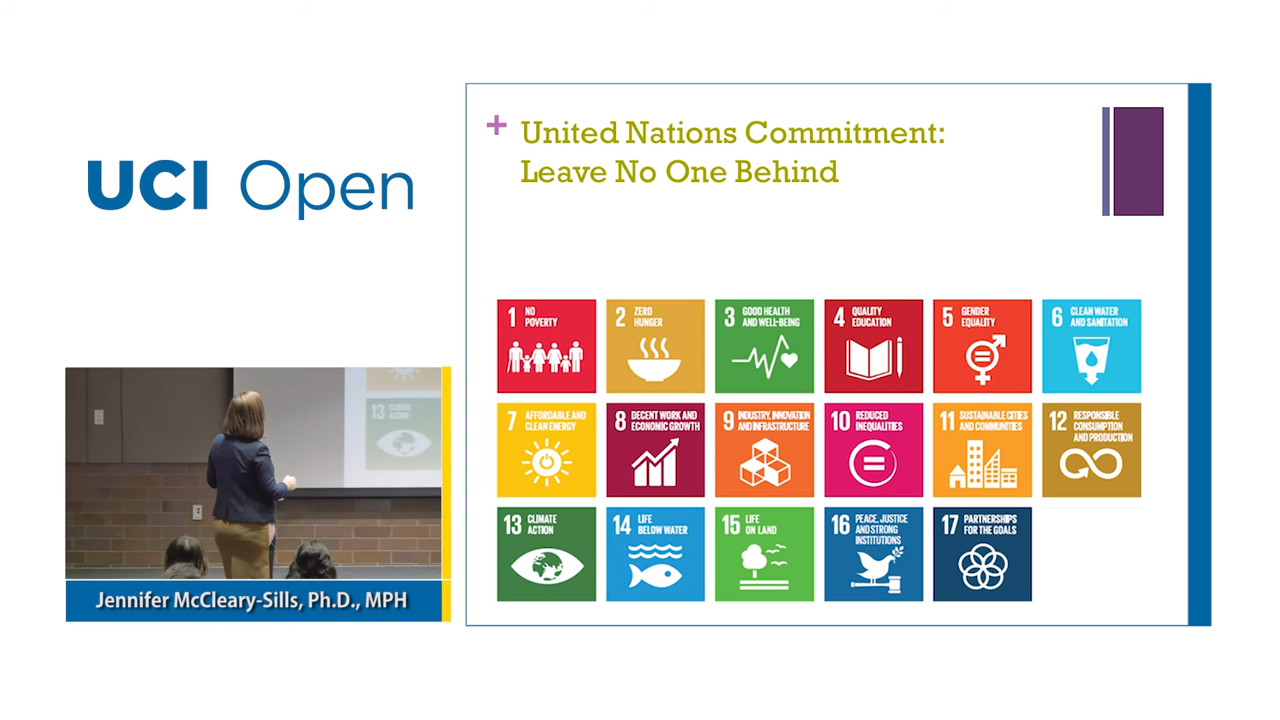 UCI Open
+ United Nations Commitment:
Leave No One Behind
1 NO
POVERTY
2 ZERO
HUNGER
3 GOOD HEALTH
AND WELL-BEING
4 QUALITY
EDUCATION
5 GENDER
EQUALITY
6 CLEAN WATER
AND SANITATION
7 AFFORDABLE AND
CLEAN ENERGY
8 DECENT WORK AND
ECONOMIC GROWTH
9 INDUSTRY, INNOVATION
AND INFRASTRUCTURE
10 REDUCED
INEQUALITIES
11 SUSTAINABLE CITIES
AND COMMUNITIES
12 RESPONSIBLE
CONSUMPTION
AND PRODUCTION
13 CLIMATE
ACTION
14 LIFE
BELOW WATER
15 LIFE
ON LAND
16 PEACE, JUSTICE
AND STRONG
INSTITUTIONS
17 PARTNERSHIPS
FOR THE GOALS
13 CLIMATE
ACTION
Jennifer McCleary-Sills, Ph.D., MPH